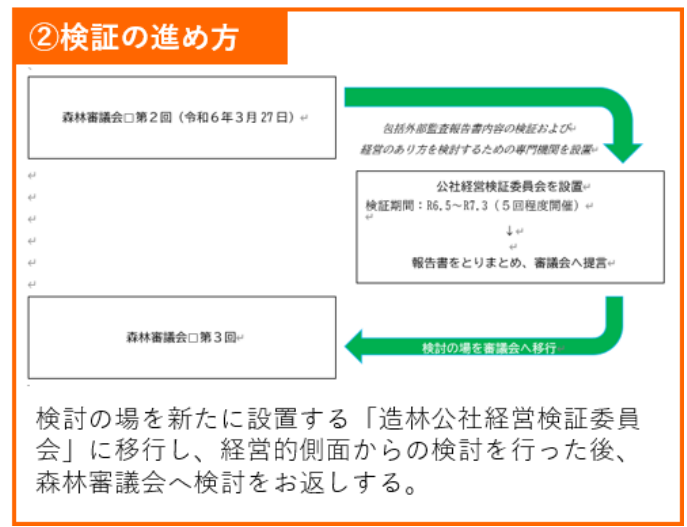 ②検証の進め方
森林審議会□第２回（令和６年３月27日）↵
包括外部監査報告書内容の検証および↵
経営のあり方を検討するための専門機関を設置↵
公社経営検証委員会を設置↵
検証期間：R6.5～R7.3（５回程度開催）↵
↓↵
報告書をとりまとめ、審議会へ提言↵
森林審議会□第３回↵
検討の場を審議会へ移行↵
検討の場を新たに設置する「造林公社経営検証委員
会」に移行し、経営的側面からの検討を行った後、
森林審議会へ検討をお返しする。